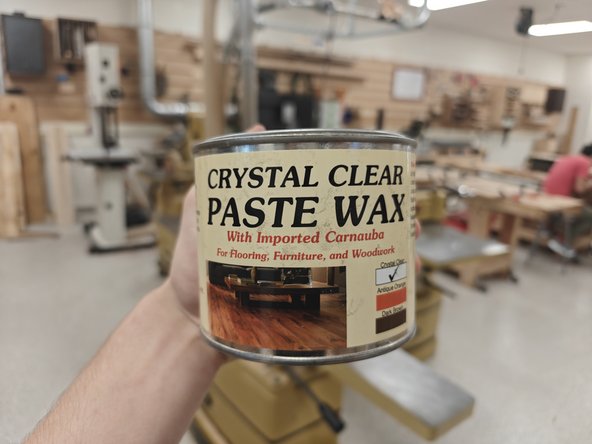 CRYSTAL CLEAR
PASTE WAX
With Imported Carnauba
For Flooring, Furniture, and Woodwork
Crystal Clear
Antique Orange
Dark Brown